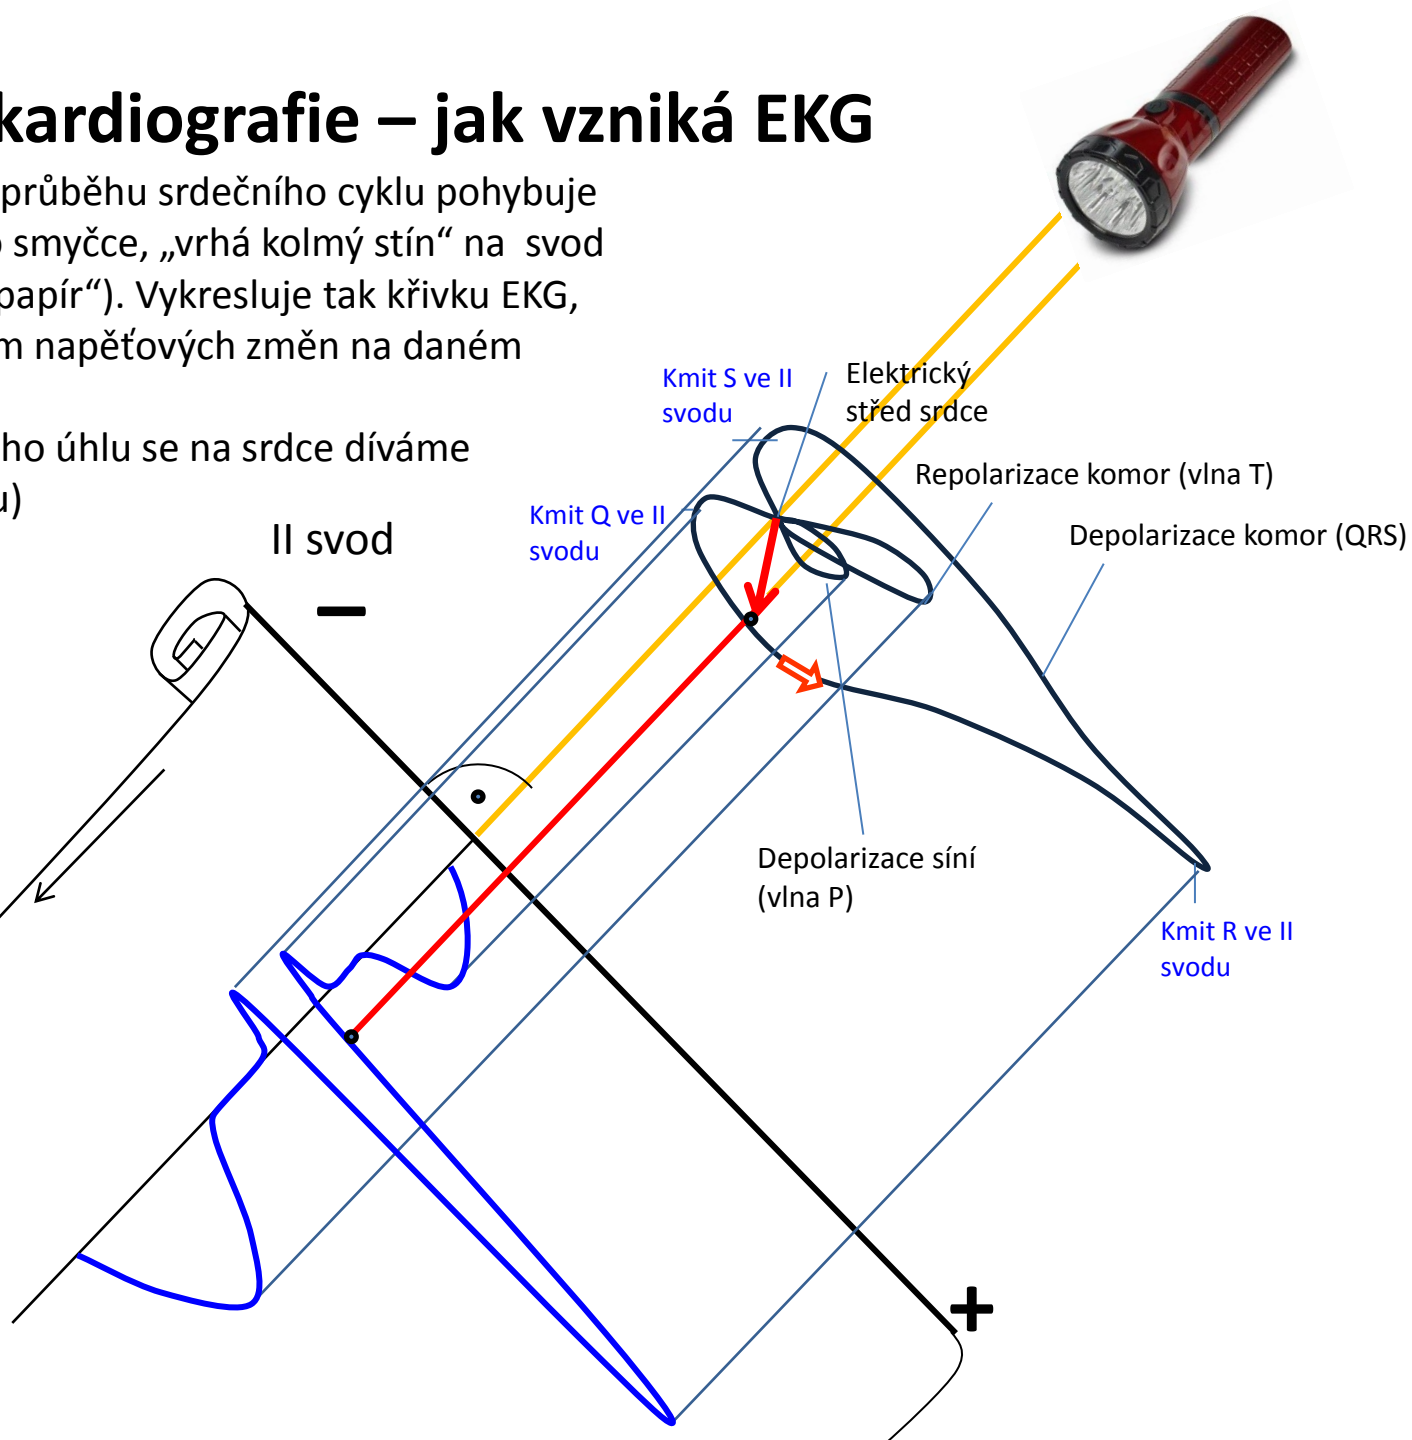 kardiografie – jak vzniká EKG
průběhu srdečního cyklu pohybuje
smyčce, „vrhá kolmý stín“ na svod
papír“). Vykresluje tak křivku EKG,
m napěťových změn na daném
ho úhlu se na srdce díváme
u)
II svod
–
Kmit S ve II
svodu
Elektrický
střed srdce
Kmit Q ve II
svodu
Repolarizace komor (vlna T)
Depolarizace komor (QRS)
Depolarizace síní
(vlna P)
Kmit R ve II
svodu
+